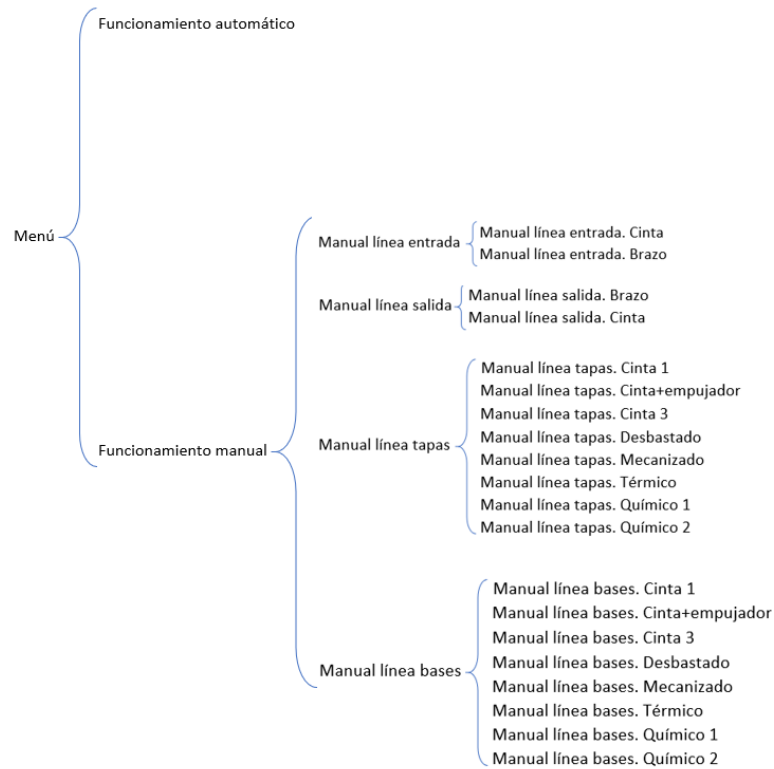 Funcionamiento automático
Menú
Funcionamiento manual
Manual línea entrada
Manual línea entrada. Cinta
Manual línea entrada. Brazo
Manual línea salida
Manual línea salida. Brazo
Manual línea salida. Cinta
Manual línea tapas
Manual línea tapas. Cinta 1
Manual línea tapas. Cinta+empujador
Manual línea tapas. Cinta 3
Manual línea tapas. Desbastado
Manual línea tapas. Mecanizado
Manual línea tapas. Térmico
Manual línea tapas. Químico 1
Manual línea tapas. Químico 2
Manual línea bases
Manual línea bases. Cinta 1
Manual línea bases. Cinta+empujador
Manual línea bases. Cinta 3
Manual línea bases. Desbastado
Manual línea bases. Mecanizado
Manual línea bases. Térmico
Manual línea bases. Químico 1
Manual línea bases. Químico 2